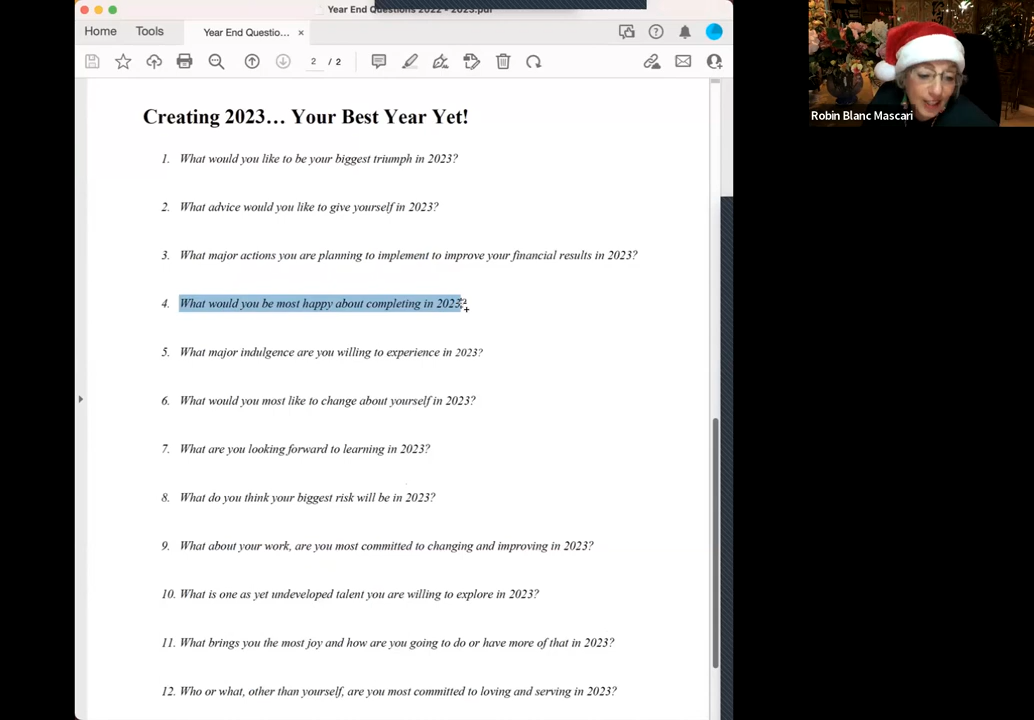 Year End Questions 2022 - 2023.pdf
Home Tools Year End Questio... ×
2 / 2
Robin Blanc Mascari
Creating 2023… Your Best Year Yet!
1. What would you like to be your biggest triumph in 2023?
2. What advice would you like to give yourself in 2023?
3. What major actions you are planning to implement to improve your financial results in 2023?
4. What would you be most happy about completing in 2023?
5. What major indulgence are you willing to experience in 2023?
6. What would you most like to change about yourself in 2023?
7. What are you looking forward to learning in 2023?
8. What do you think your biggest risk will be in 2023?
9. What about your work, are you most committed to changing and improving in 2023?
10. What is one as yet undeveloped talent you are willing to explore in 2023?
11. What brings you the most joy and how are you going to do or have more of that in 2023?
12. Who or what, other than yourself, are you most committed to loving and serving in 2023?